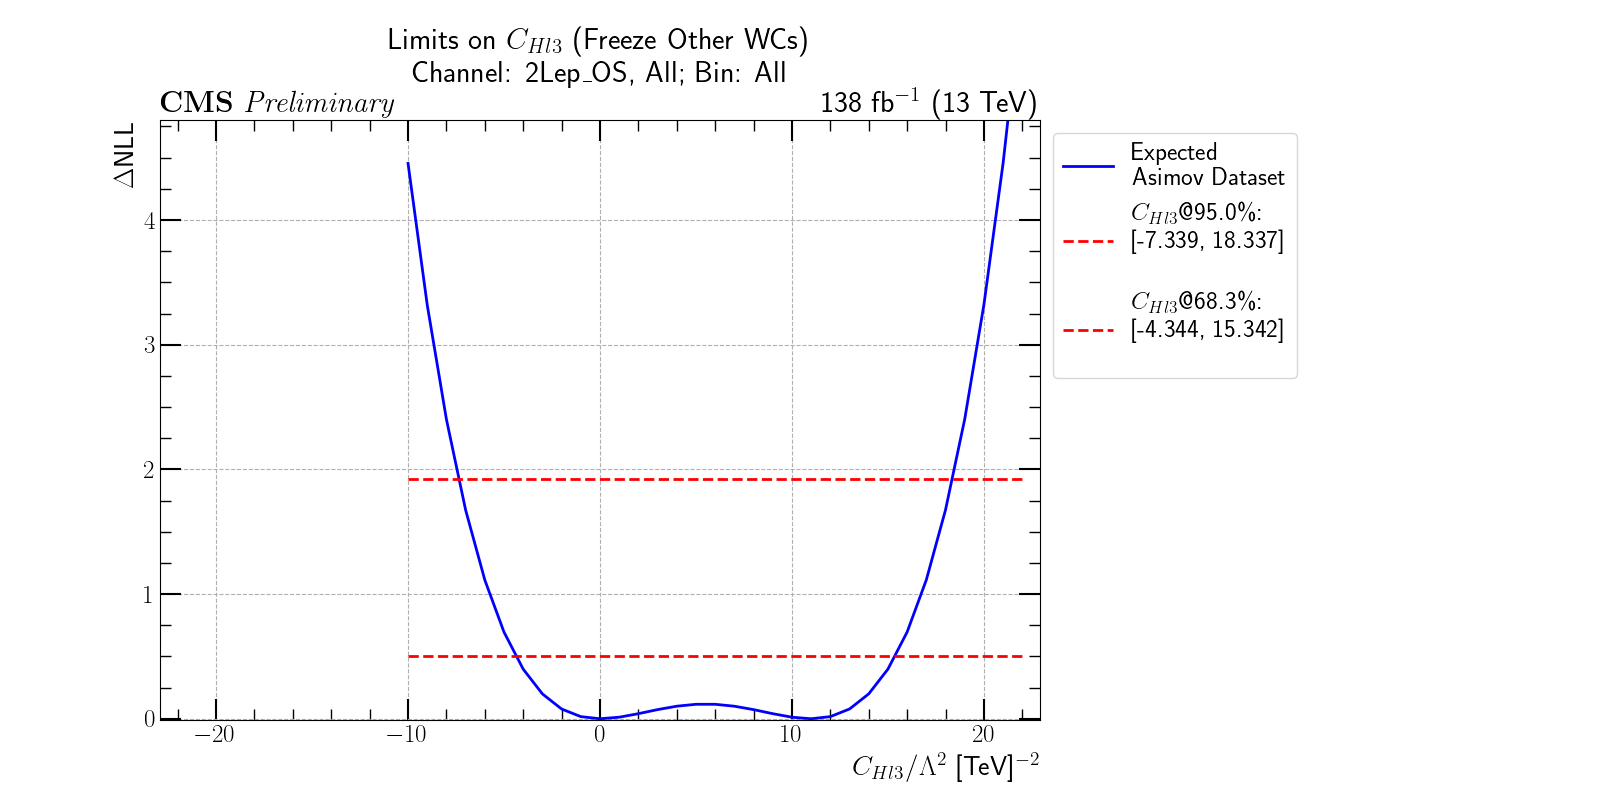 Limits on C_{Hl3} (Freeze Other WCs)
Channel: 2Lep_OS, All; Bin: All
CMS Preliminary
138 fb^{-1} (13 TeV)
ΔNLL
4
3
2
1
0
−20
−10
0
10
20
C_{Hl3}/Λ^2 [TeV]^{-2}
Expected
Asimov Dataset
C_{Hl3}@95.0%:
[-7.339, 18.337]
C_{Hl3}@68.3%:
[-4.344, 15.342]